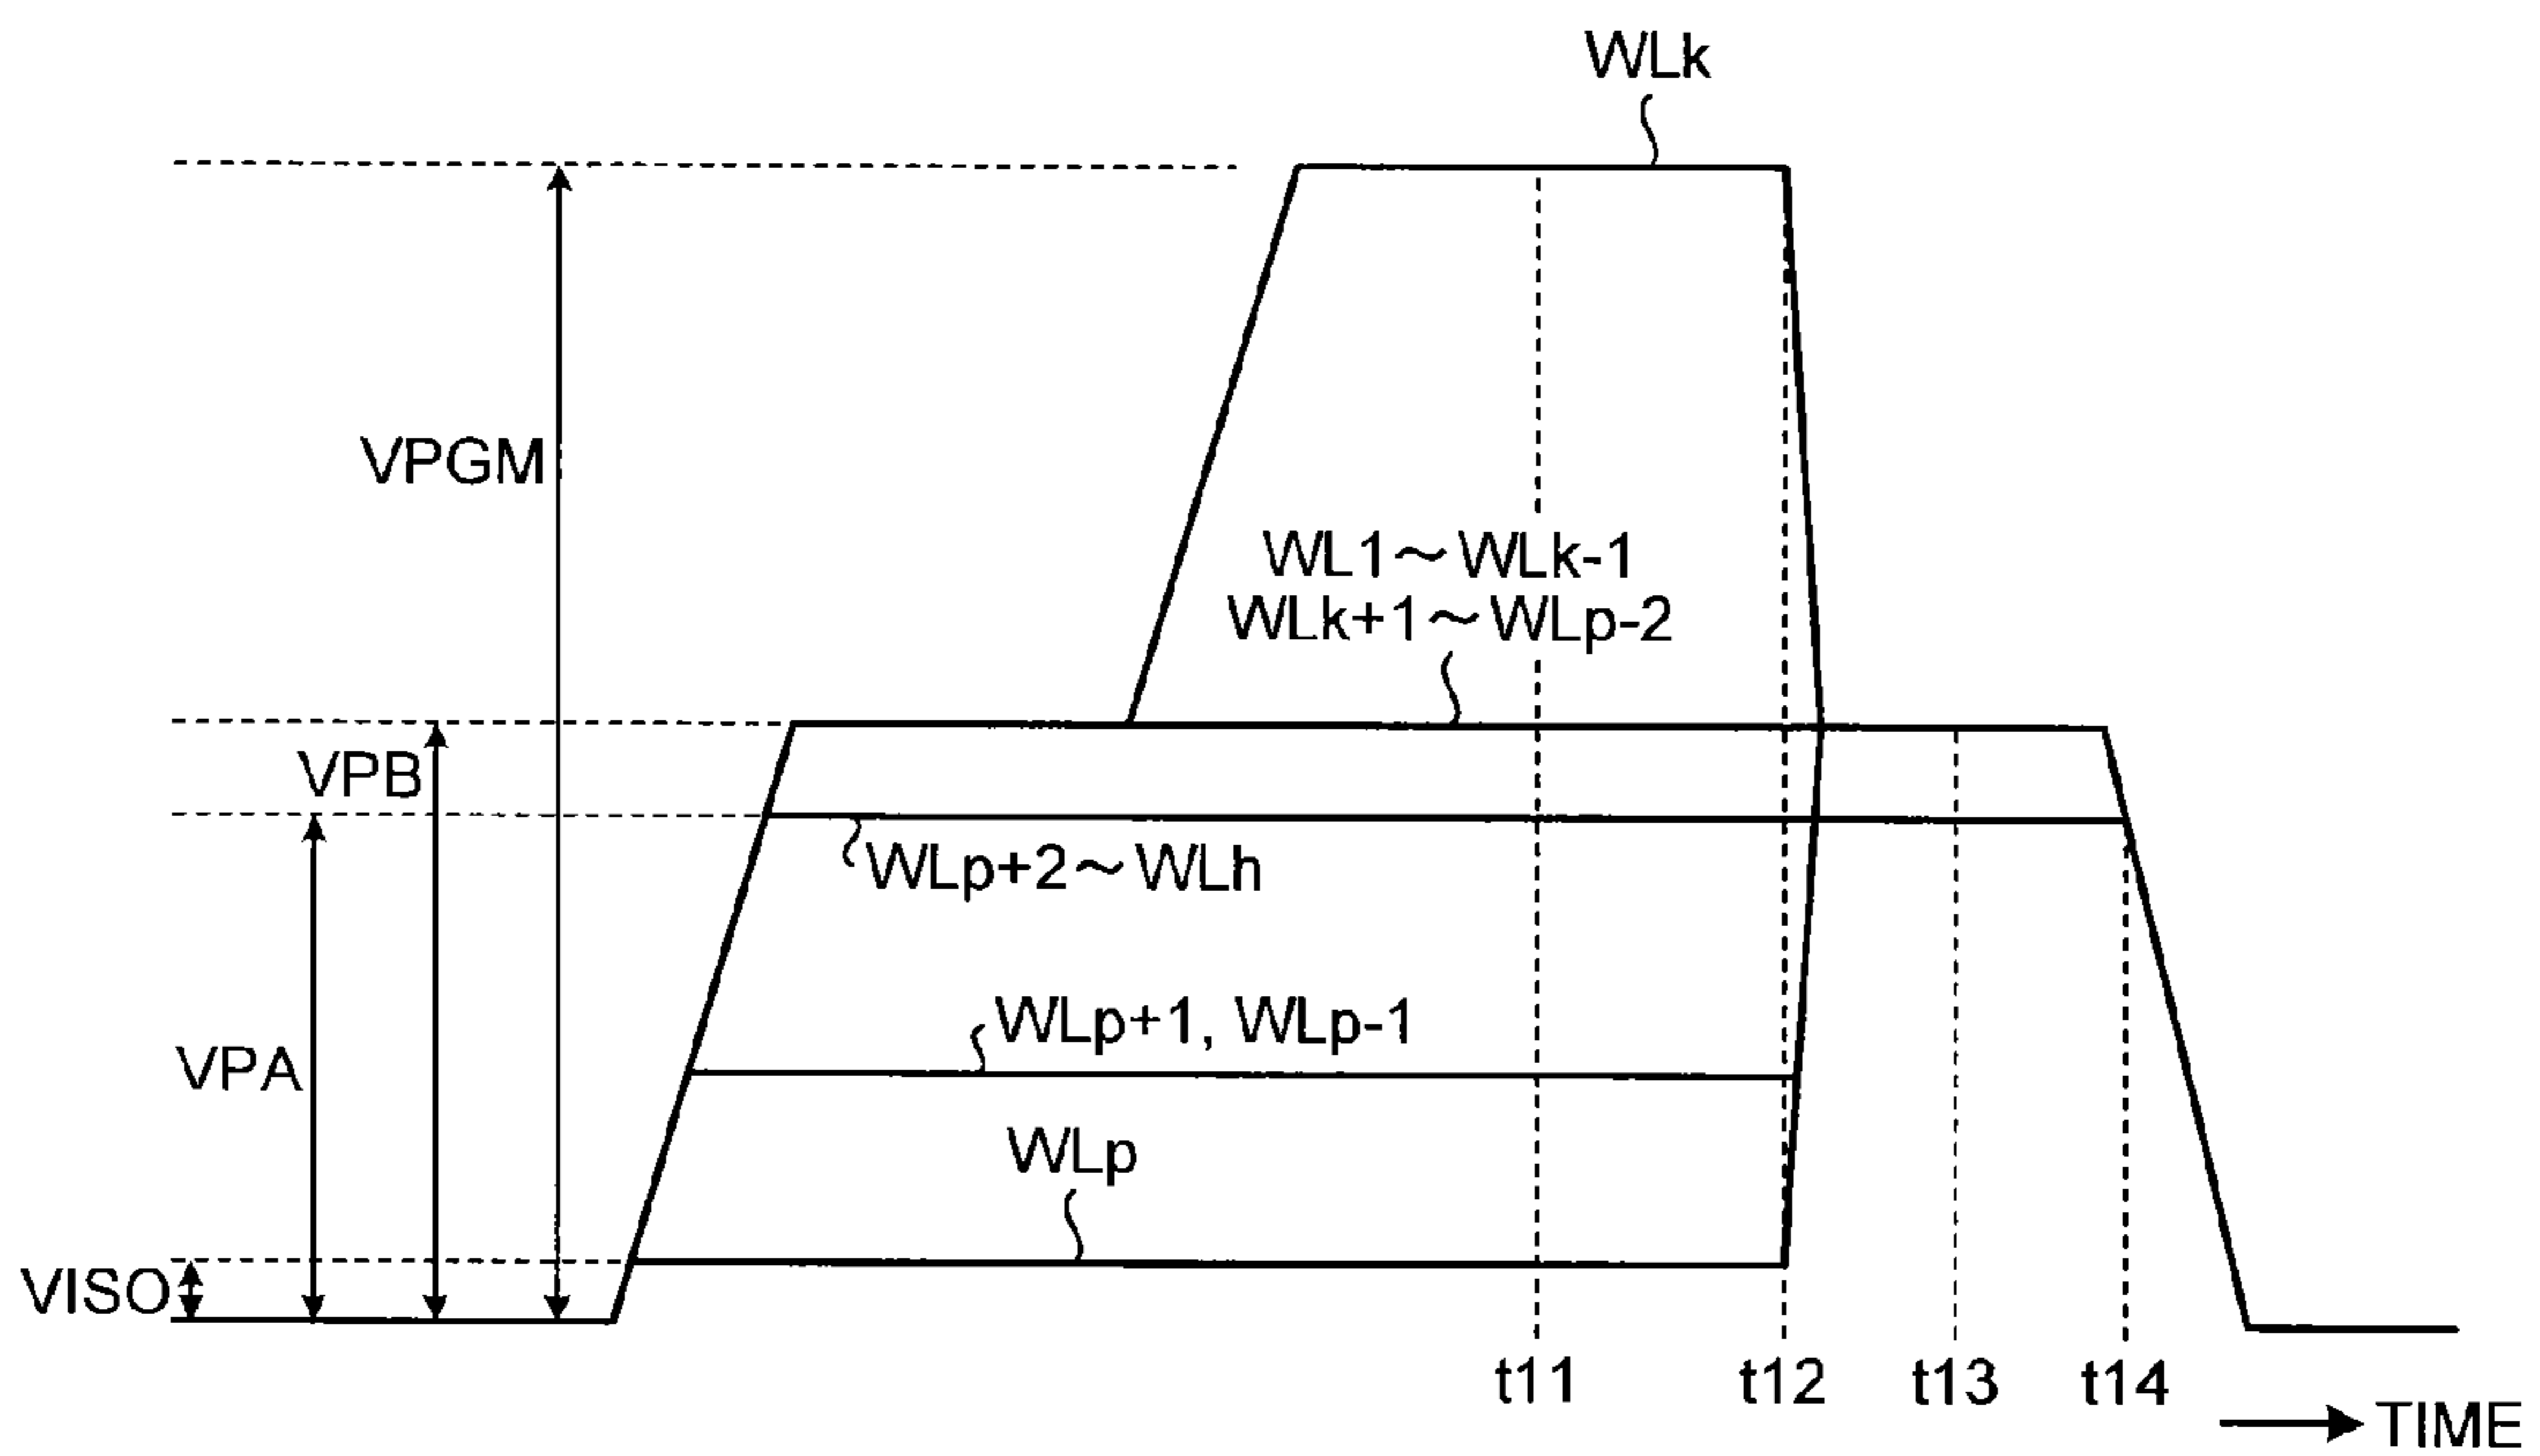 WLk
VPGM
WL1～WLk-1
WLk+1～WLp-2
VPB
WLp+2～WLh
WLp+1, WLp-1
VPA
WLp
VISO
t11 t12 t13 t14
TIME